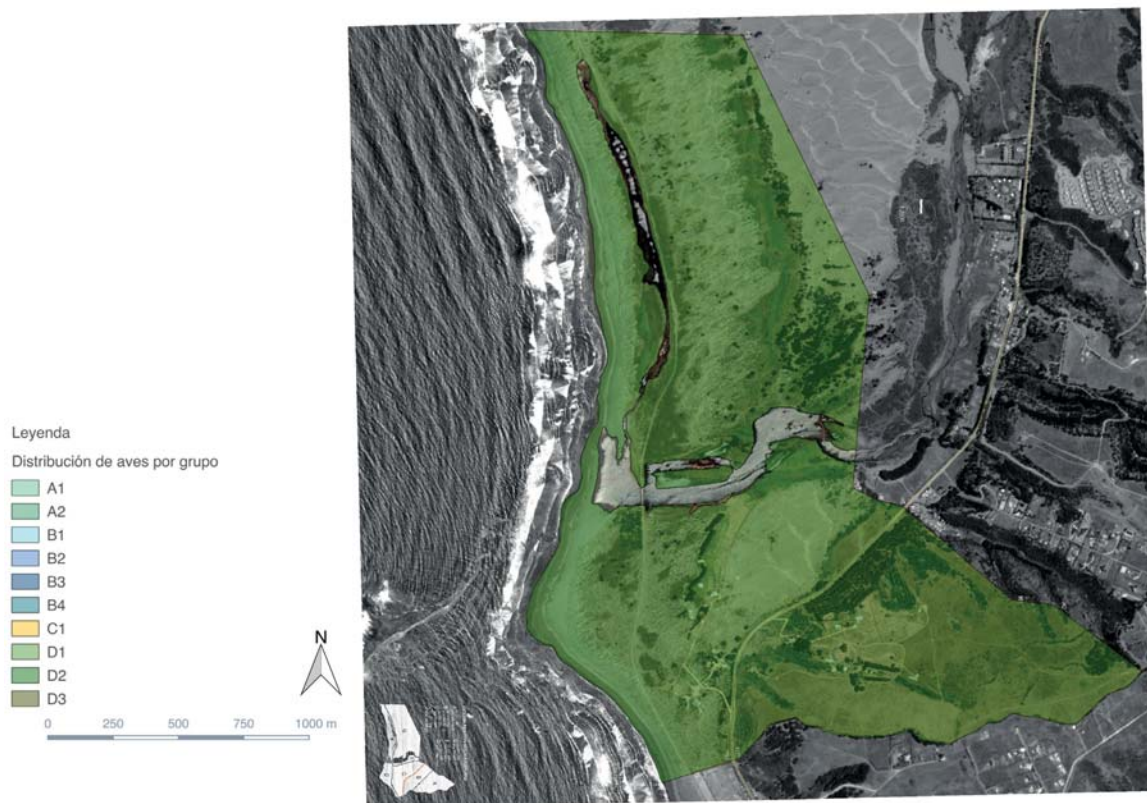 Leyenda
Distribución de aves por grupo
A1
A2
B1
B2
B3
B4
C1
D1
D2
D3
N
0 250 500 750 1000 m